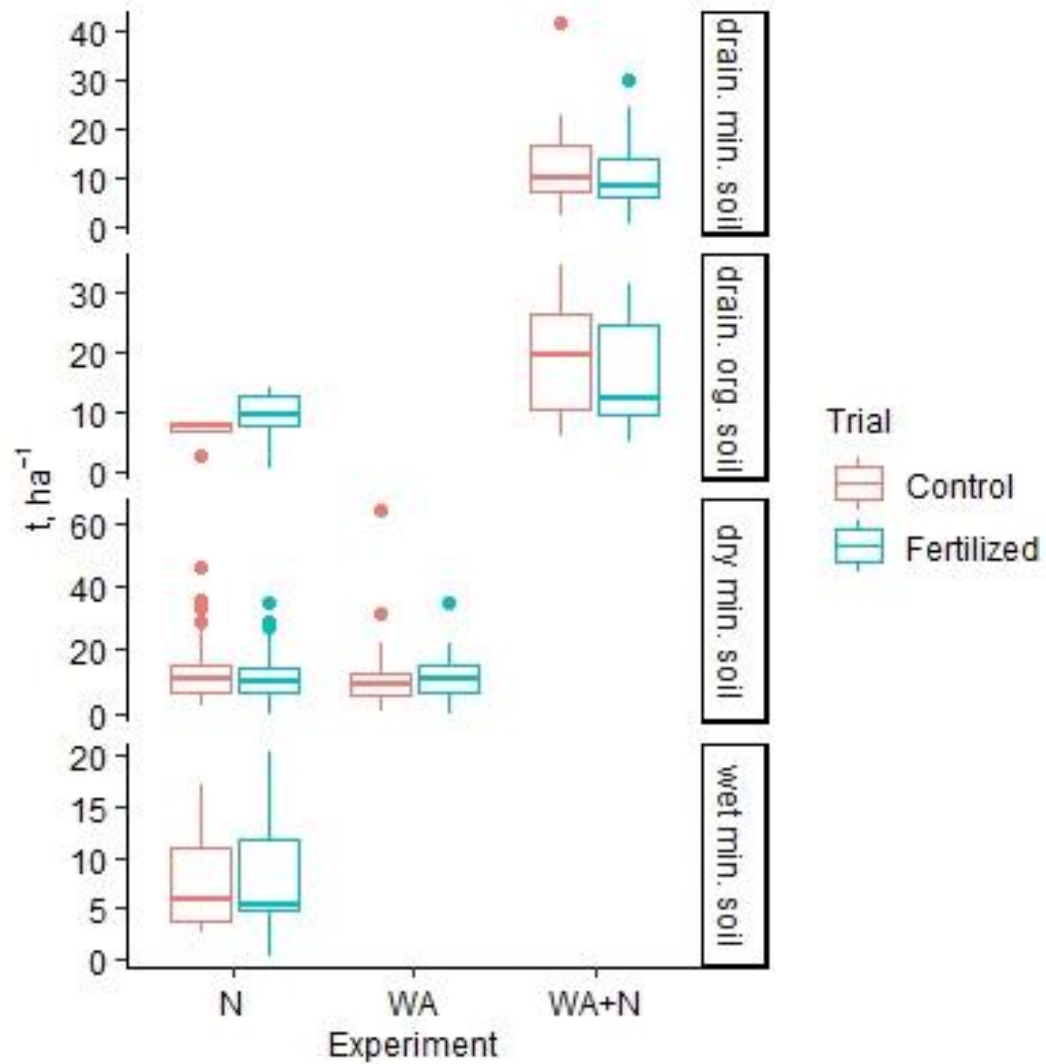 40
30
20
10
0
drain. min. soil
30
20
10
0
drain. org. soil
t, ha⁻¹
60
40
20
0
dry min. soil
20
15
10
5
0
wet min. soil
N WA WA+N
Experiment
Trial
Control
Fertilized